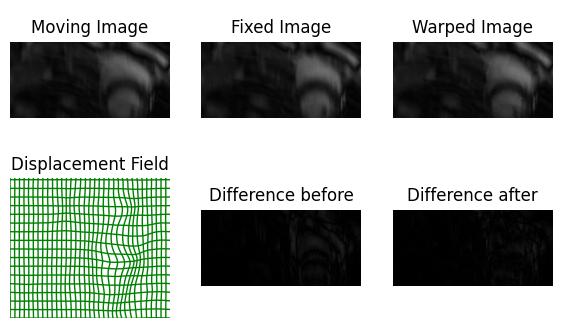 Moving Image
Fixed Image
Warped Image
Displacement Field
Difference before
Difference after